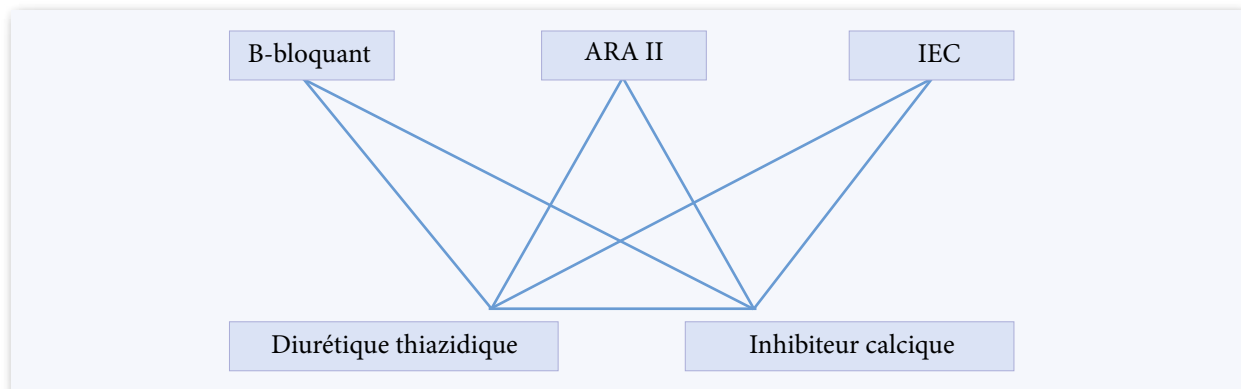 B-bloquant
ARA II
IEC
Diurétique thiazidique
Inhibiteur calcique